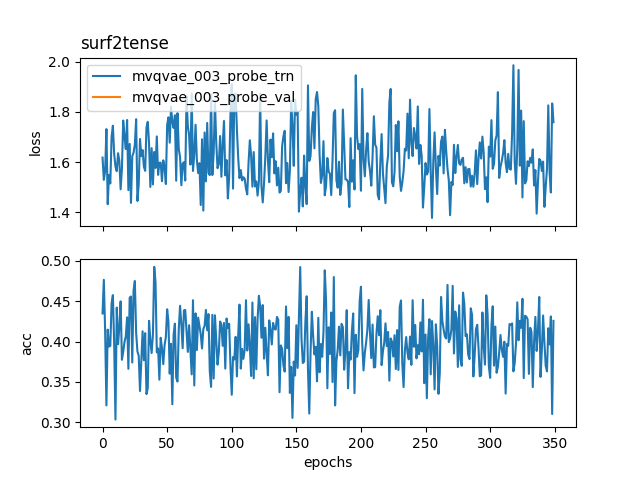 surf2tense
2.0
1.8
1.6
1.4
loss
mvqvae_003_probe_trn
mvqvae_003_probe_val
0.50
0.45
0.40
0.35
0.30
acc
0 50 100 150 200 250 300 350
epochs